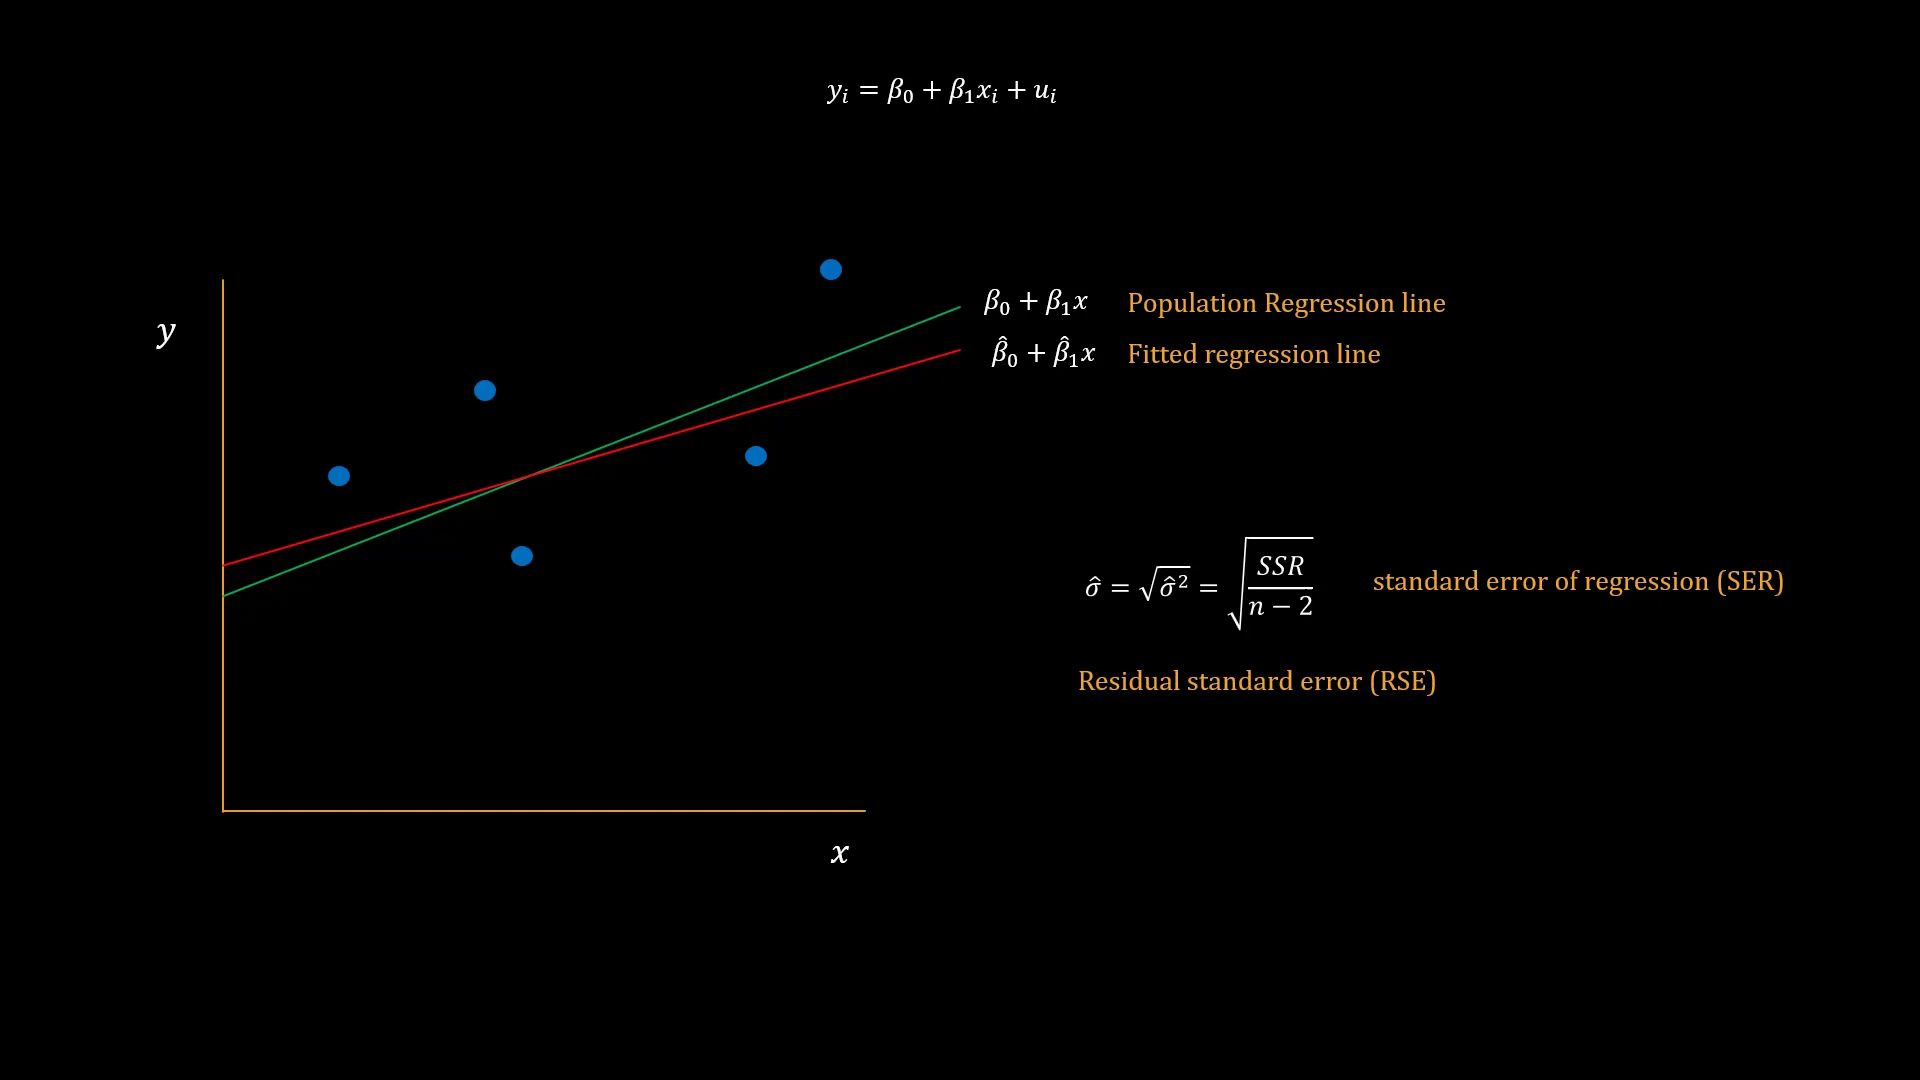 yᵢ = β₀ + β₁xᵢ + uᵢ
y
β₀ + β₁x Population Regression line
β̂₀ + β̂₁x Fitted regression line
σ̂ = √σ̂² = √(SSR/(n − 2)) standard error of regression (SER)
Residual standard error (RSE)
x